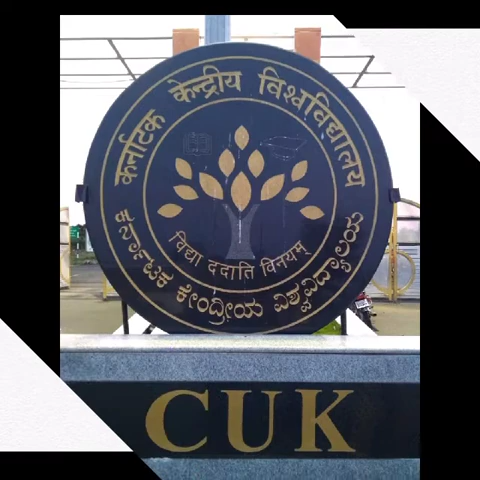 कर्नाटक केन्द्रीय विश्वविद्यालय
विद्या ददाति विनयम्
ಕರ್ನಾಟಕ ಕೇಂದ್ರೀಯ ವಿಶ್ವವಿದ್ಯಾಲಯ
CUK